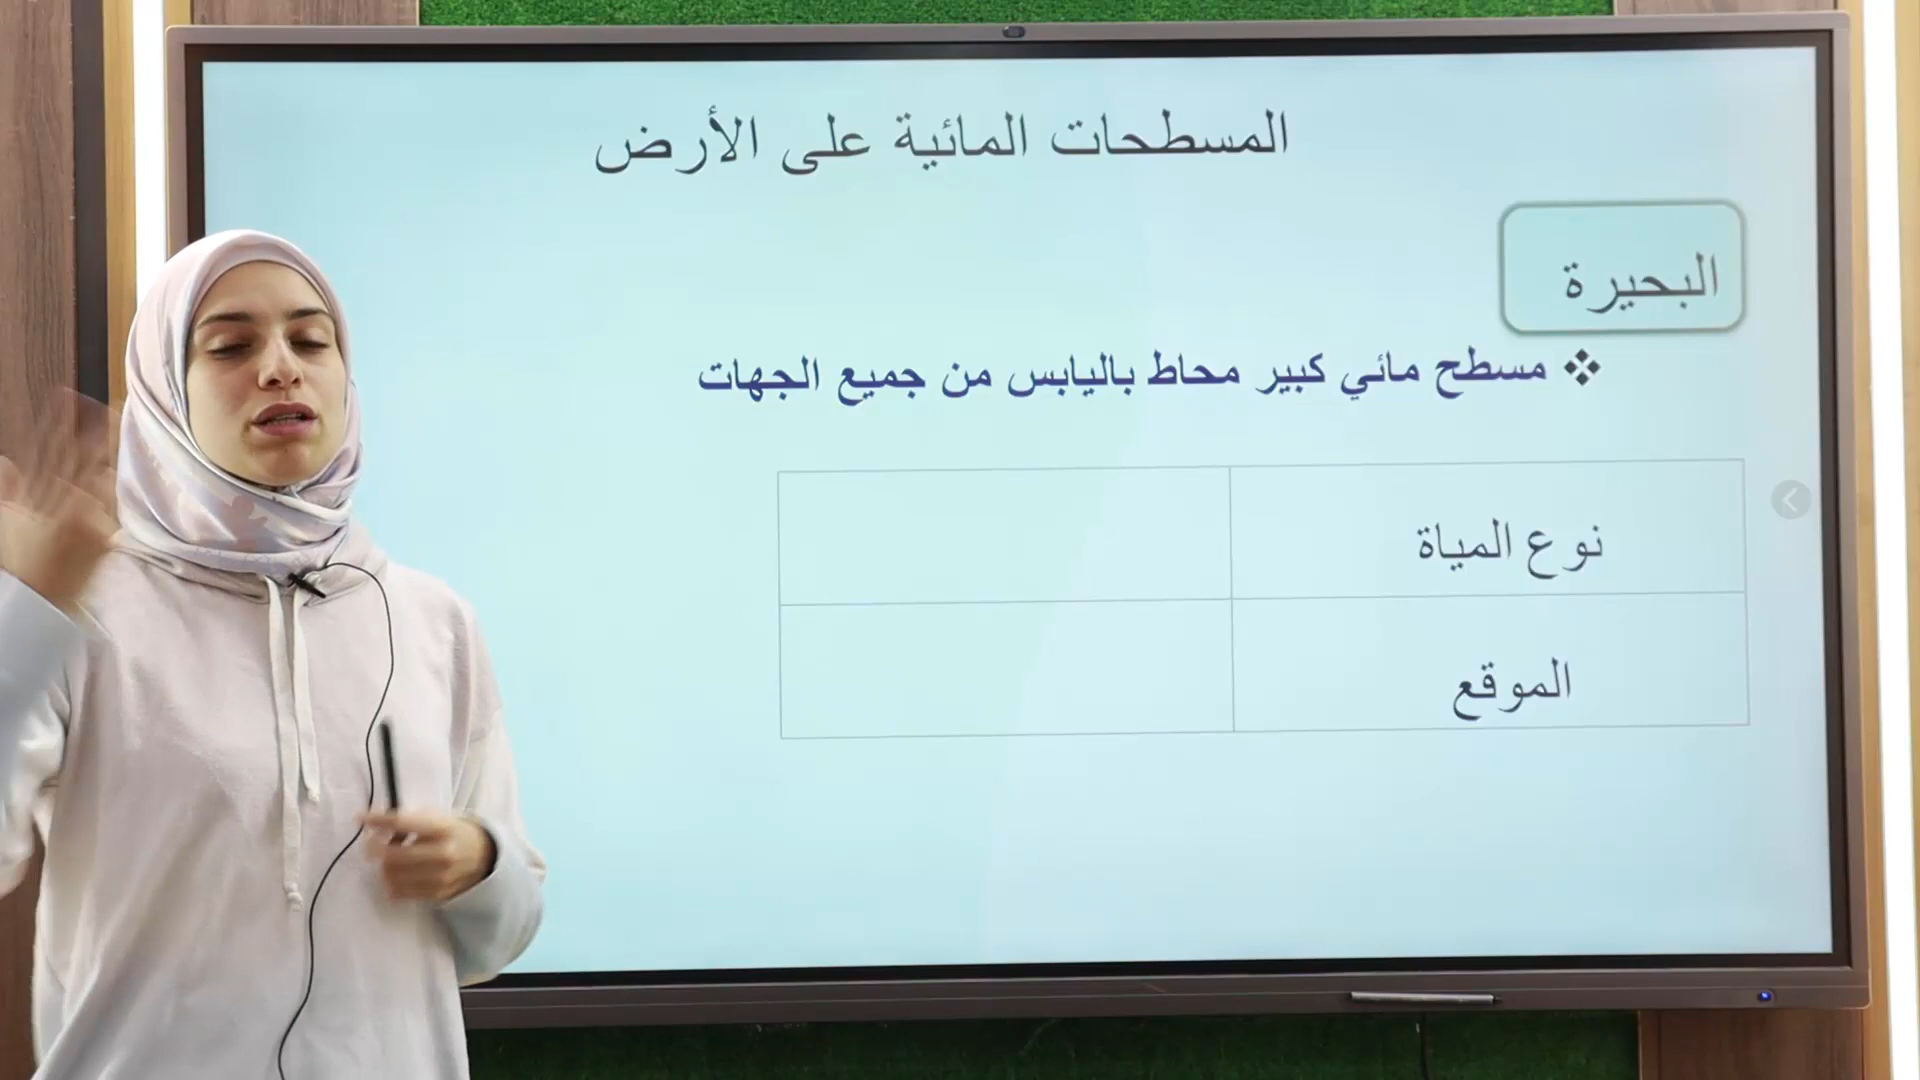 المسطحات المائية على الأرض
البحيرة
❖ مسطح مائي كبير محاط باليابس من جميع الجهات
نوع المياة
الموقع